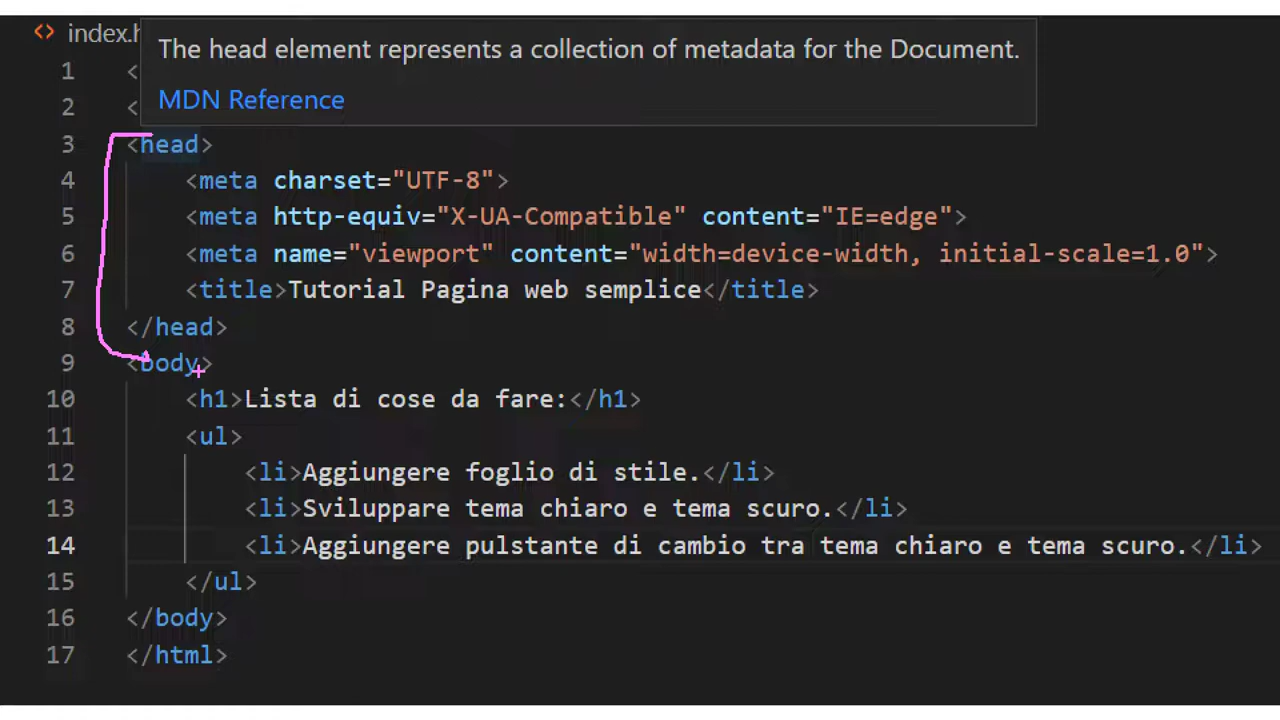 <> index.h
The head element represents a collection of metadata for the Document.
MDN Reference
1 <
2 <
3 <head>
4 <meta charset="UTF-8">
5 <meta http-equiv="X-UA-Compatible" content="IE=edge">
6 <meta name="viewport" content="width=device-width, initial-scale=1.0">
7 <title>Tutorial Pagina web semplice</title>
8 </head>
9 <body>
10 <h1>Lista di cose da fare:</h1>
11 <ul>
12 <li>Aggiungere foglio di stile.</li>
13 <li>Sviluppare tema chiaro e tema scuro.</li>
14 <li>Aggiungere pulstante di cambio tra tema chiaro e tema scuro.</li>
15 </ul>
16 </body>
17 </html>